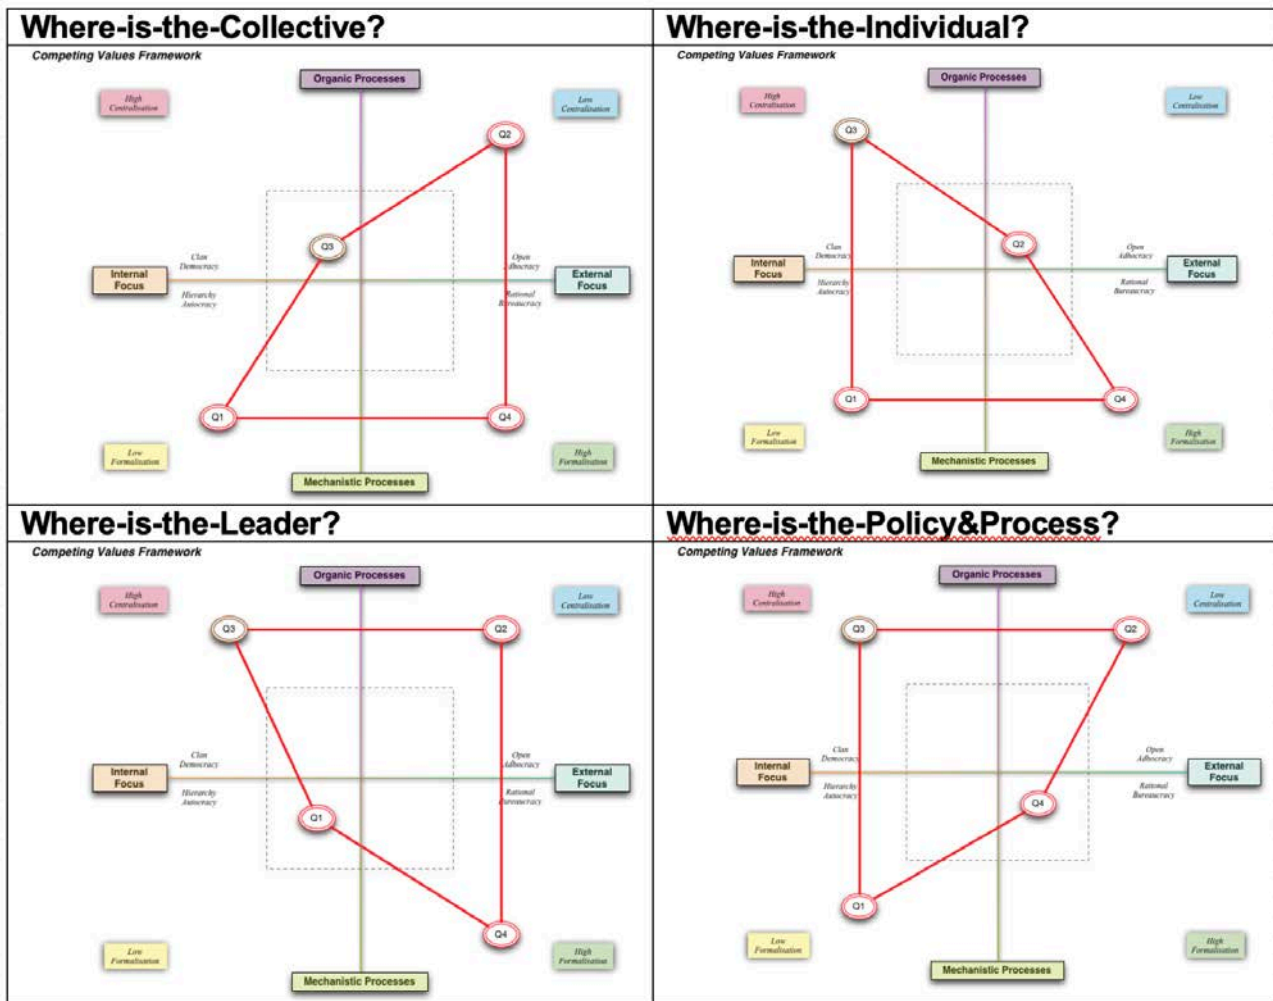 Where-is-the-Collective?
Competing Values Framework
Organic Processes
High
Centralisation
Low
Centralisation
Q2
Q3
Clan
Democracy
Open
Adhocracy
Internal
Focus
External
Focus
Hierarchy
Autocracy
Rational
Bureaucracy
Q1
Q4
Low
Formalisation
High
Formalisation
Mechanistic Processes
Where-is-the-Individual?
Competing Values Framework
Organic Processes
High
Centralisation
Low
Centralisation
Q3
Q2
Clan
Democracy
Open
Adhocracy
Internal
Focus
External
Focus
Hierarchy
Autocracy
Rational
Bureaucracy
Q1
Q4
Low
Formalisation
High
Formalisation
Mechanistic Processes
Where-is-the-Leader?
Competing Values Framework
Organic Processes
High
Centralisation
Low
Centralisation
Q3
Q2
Clan
Democracy
Open
Adhocracy
Internal
Focus
External
Focus
Hierarchy
Autocracy
Rational
Bureaucracy
Q1
Q4
Low
Formalisation
High
Formalisation
Mechanistic Processes
Where-is-the-Policy&Process?
Competing Values Framework
Organic Processes
High
Centralisation
Low
Centralisation
Q3
Q2
Clan
Democracy
Open
Adhocracy
Internal
Focus
External
Focus
Hierarchy
Autocracy
Rational
Bureaucracy
Q4
Q1
Low
Formalisation
High
Formalisation
Mechanistic Processes